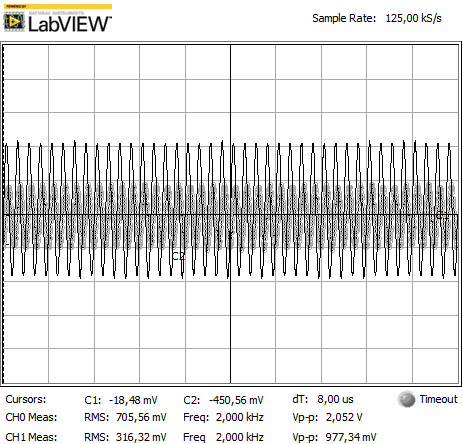 POWERED BY
NATIONAL INSTRUMENTS
LabVIEW
Sample Rate: 125,00 kS/s
C2
Cursors: C1: -18,48 mV C2: -450,56 mV dT: 8,00 us Timeout
CH0 Meas: RMS: 705,56 mV Freq: 2,000 kHz Vp-p: 2,052 V
CH1 Meas: RMS: 316,32 mV Freq: 2,000 kHz Vp-p: 977,34 mV